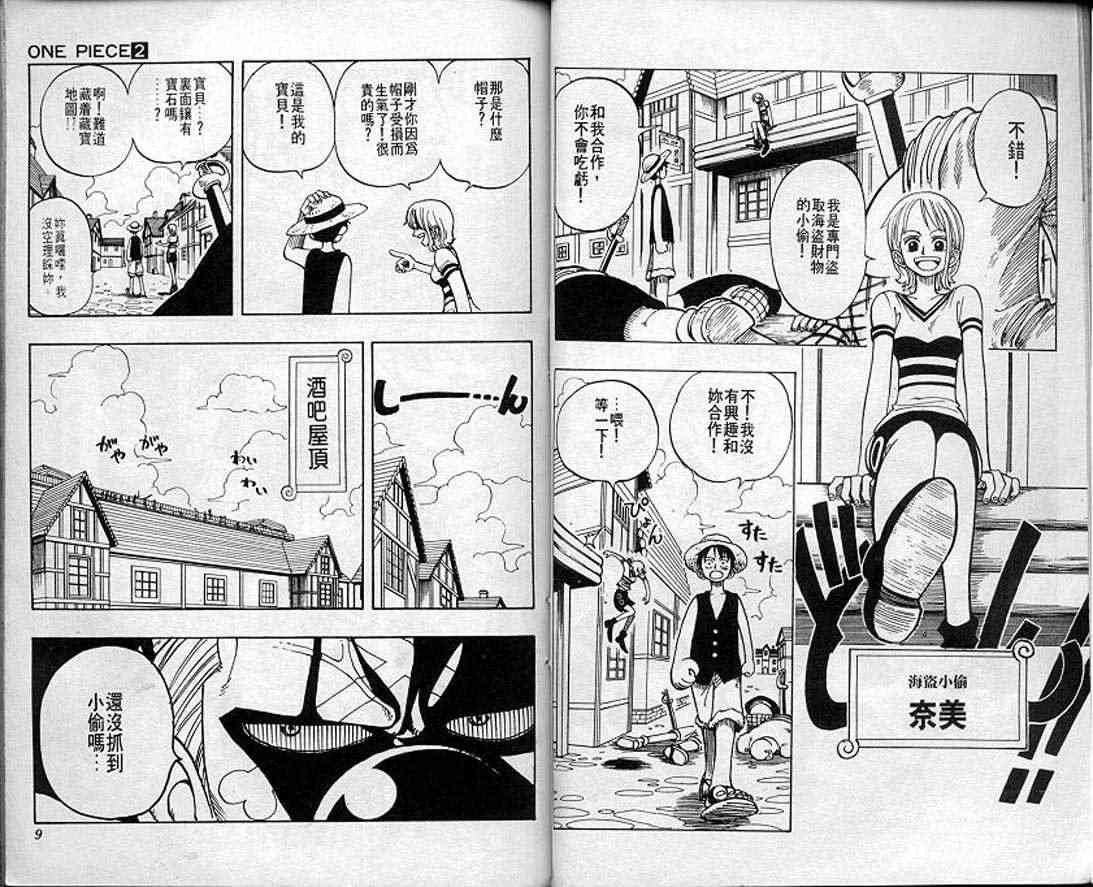 不錯！
我是專門盜
取海盜財物
的小偷！
和我合作，
你不會吃虧！
海盜小偷
奈美
ど
ん
!!
不！我沒
有興趣和
妳合作！
…喂！
等一下！
ぴょん
すた
すた
ONE PIECE 2
那是什麼
帽子？
剛才你因爲
帽子受損而
生氣了！很
貴的嗎？
這是我的
寶貝！
寶貝…？
裏面鑲有
寶石嗎
……？
啊！難道
藏着藏寶
地圖!?
妳真囉嗦，我
沒空理睬妳。
し———…ん
酒吧屋頂
わい
わい
がや
がや
還沒抓到
小偷嗎…
9